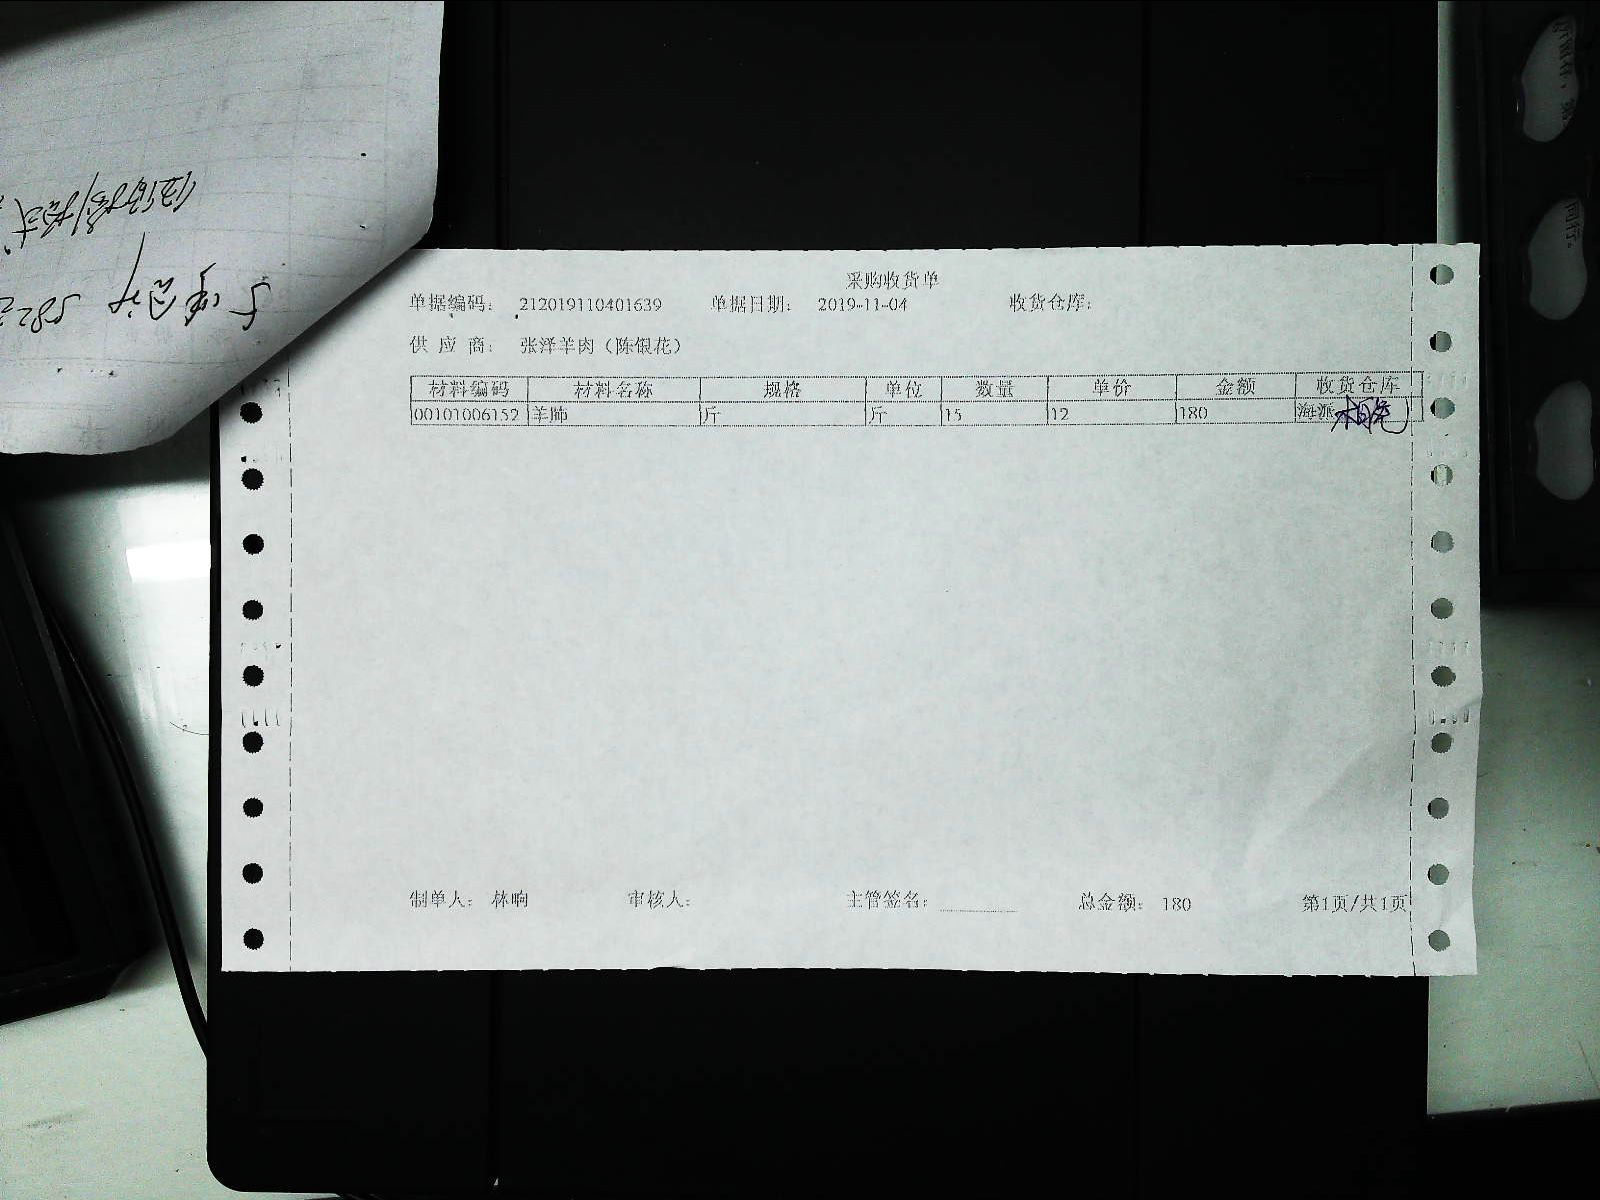 采购收货单
单据编码: 212019110401639 单据日期: 2019-11-04 收货仓库:
供 应 商: 张泽羊肉（陈银花）
材料编码 材料名称 规格 单位 数量 单价 金额 收货仓库
00101006152 羊肺 斤 斤 15 12 180 海派
制单人: 林响 审核人: 主管签名: 总金额: 180 第1页/共1页